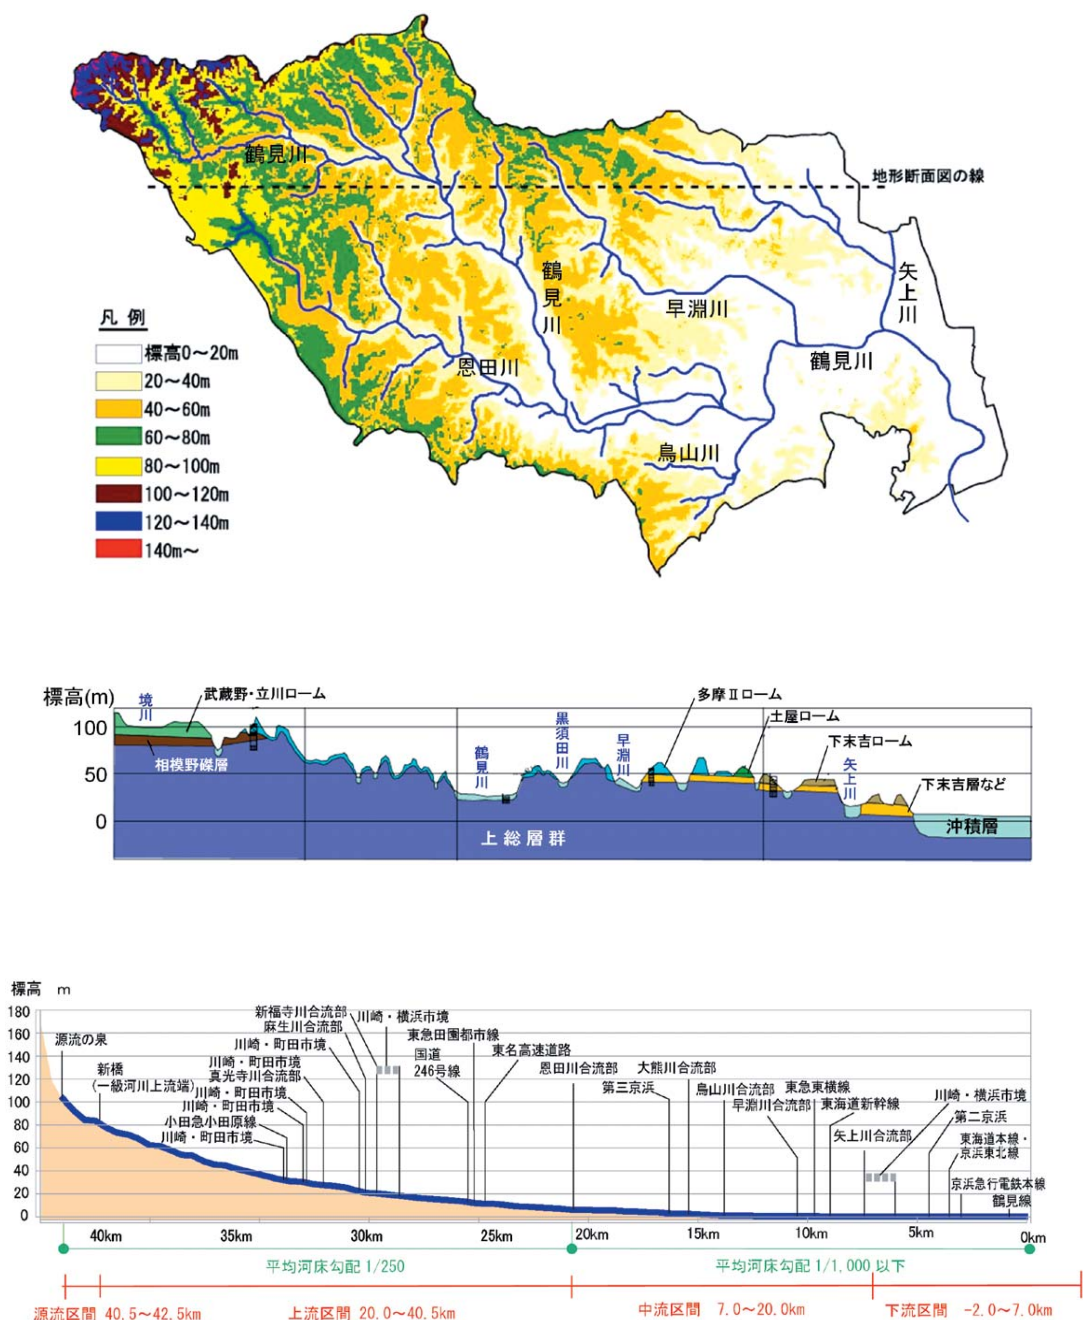 鶴見川
地形断面図の線
鶴見川
矢上川
早淵川
鶴見川
恩田川
鳥山川
凡 例
標高0～20m
20～40m
40～60m
60～80m
80～100m
100～120m
120～140m
140m～
標高(m)
境川
武蔵野・立川ローム
多摩Ⅱローム
黒須田川
土屋ローム
早淵川
下末吉ローム
鶴見川
矢上川
100
相模野礫層
50
下末吉層など
0
上総層群
沖積層
標高 m
180
160
140
120
100
80
60
40
20
0
源流の泉
新橋
(一級河川上流端)
新福寺川合流部
麻生川合流部
川崎・町田市境
川崎・町田市境
真光寺川合流部
川崎・町田市境
川崎・町田市境
小田急小田原線
川崎・町田市境
川崎・横浜市境
東急田園都市線
国道
246号線
東名高速道路
恩田川合流部
第三京浜
大熊川合流部
鳥山川合流部
早淵川合流部
東急東横線
東海道新幹線
矢上川合流部
川崎・横浜市境
第二京浜
東海道本線・
京浜東北線
京浜急行電鉄本線
鶴見線
40km
35km
30km
25km
20km
15km
10km
5km
0km
平均河床勾配 1/250
平均河床勾配 1/1,000 以下
源流区間 40.5～42.5km
上流区間 20.0～40.5km
中流区間 7.0～20.0km
下流区間 -2.0～7.0km